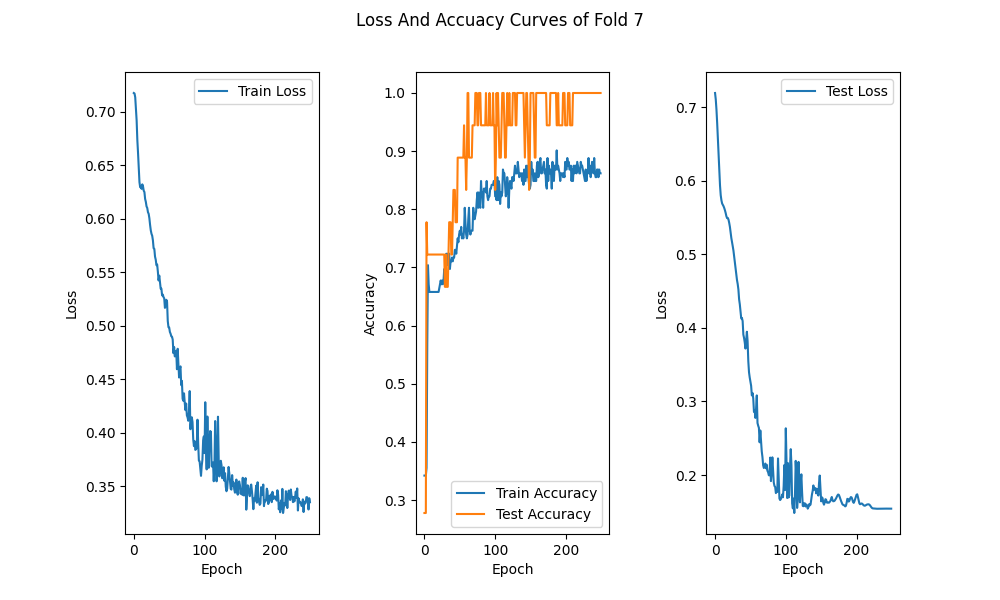 Loss And Accuacy Curves of Fold 7
Train Loss
0.70
0.65
0.60
0.55
0.50
0.45
0.40
0.35
Loss
0
100
200
Epoch
1.0
0.9
0.8
0.7
0.6
0.5
0.4
0.3
Accuracy
Train Accuracy
Test Accuracy
0
100
200
Epoch
Test Loss
0.7
0.6
0.5
0.4
0.3
0.2
Loss
0
100
200
Epoch